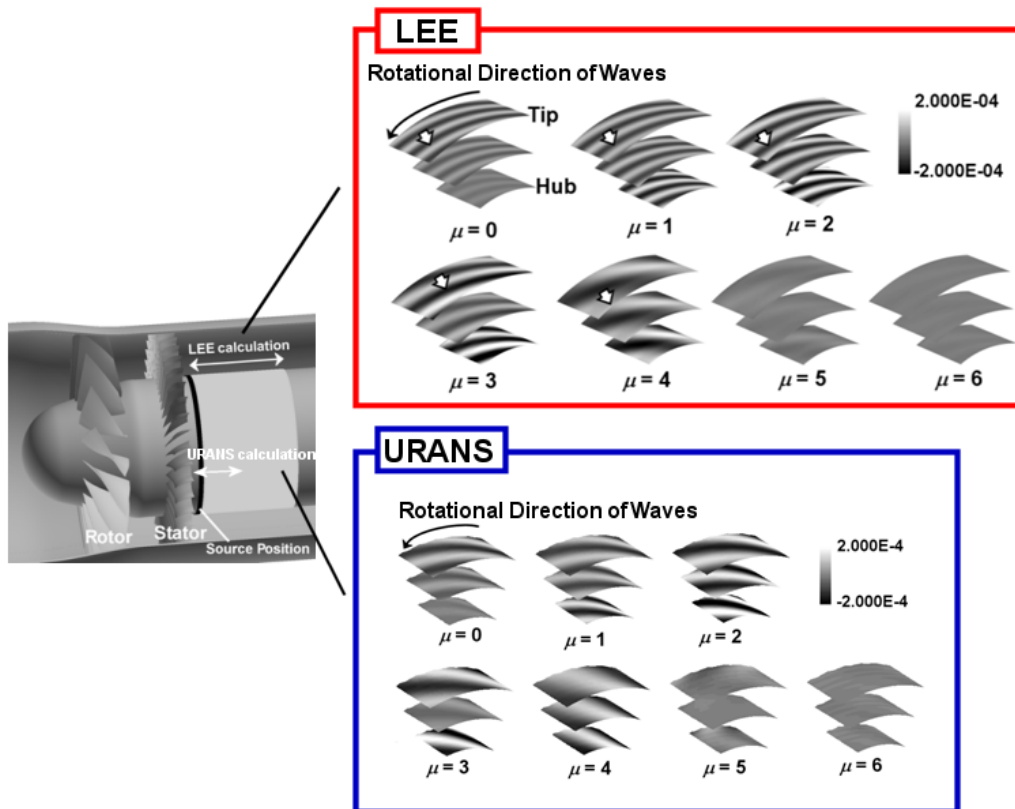 LEE
Rotational Direction of Waves
Tip
Hub
2.000E-04
-2.000E-04
μ = 0
μ = 1
μ = 2
μ = 3
μ = 4
μ = 5
μ = 6
LEE calculation
URANS calculation
Rotor
Stator
Source Position
URANS
Rotational Direction of Waves
2.000E-4
-2.000E-4
μ = 0
μ = 1
μ = 2
μ = 3
μ = 4
μ = 5
μ = 6